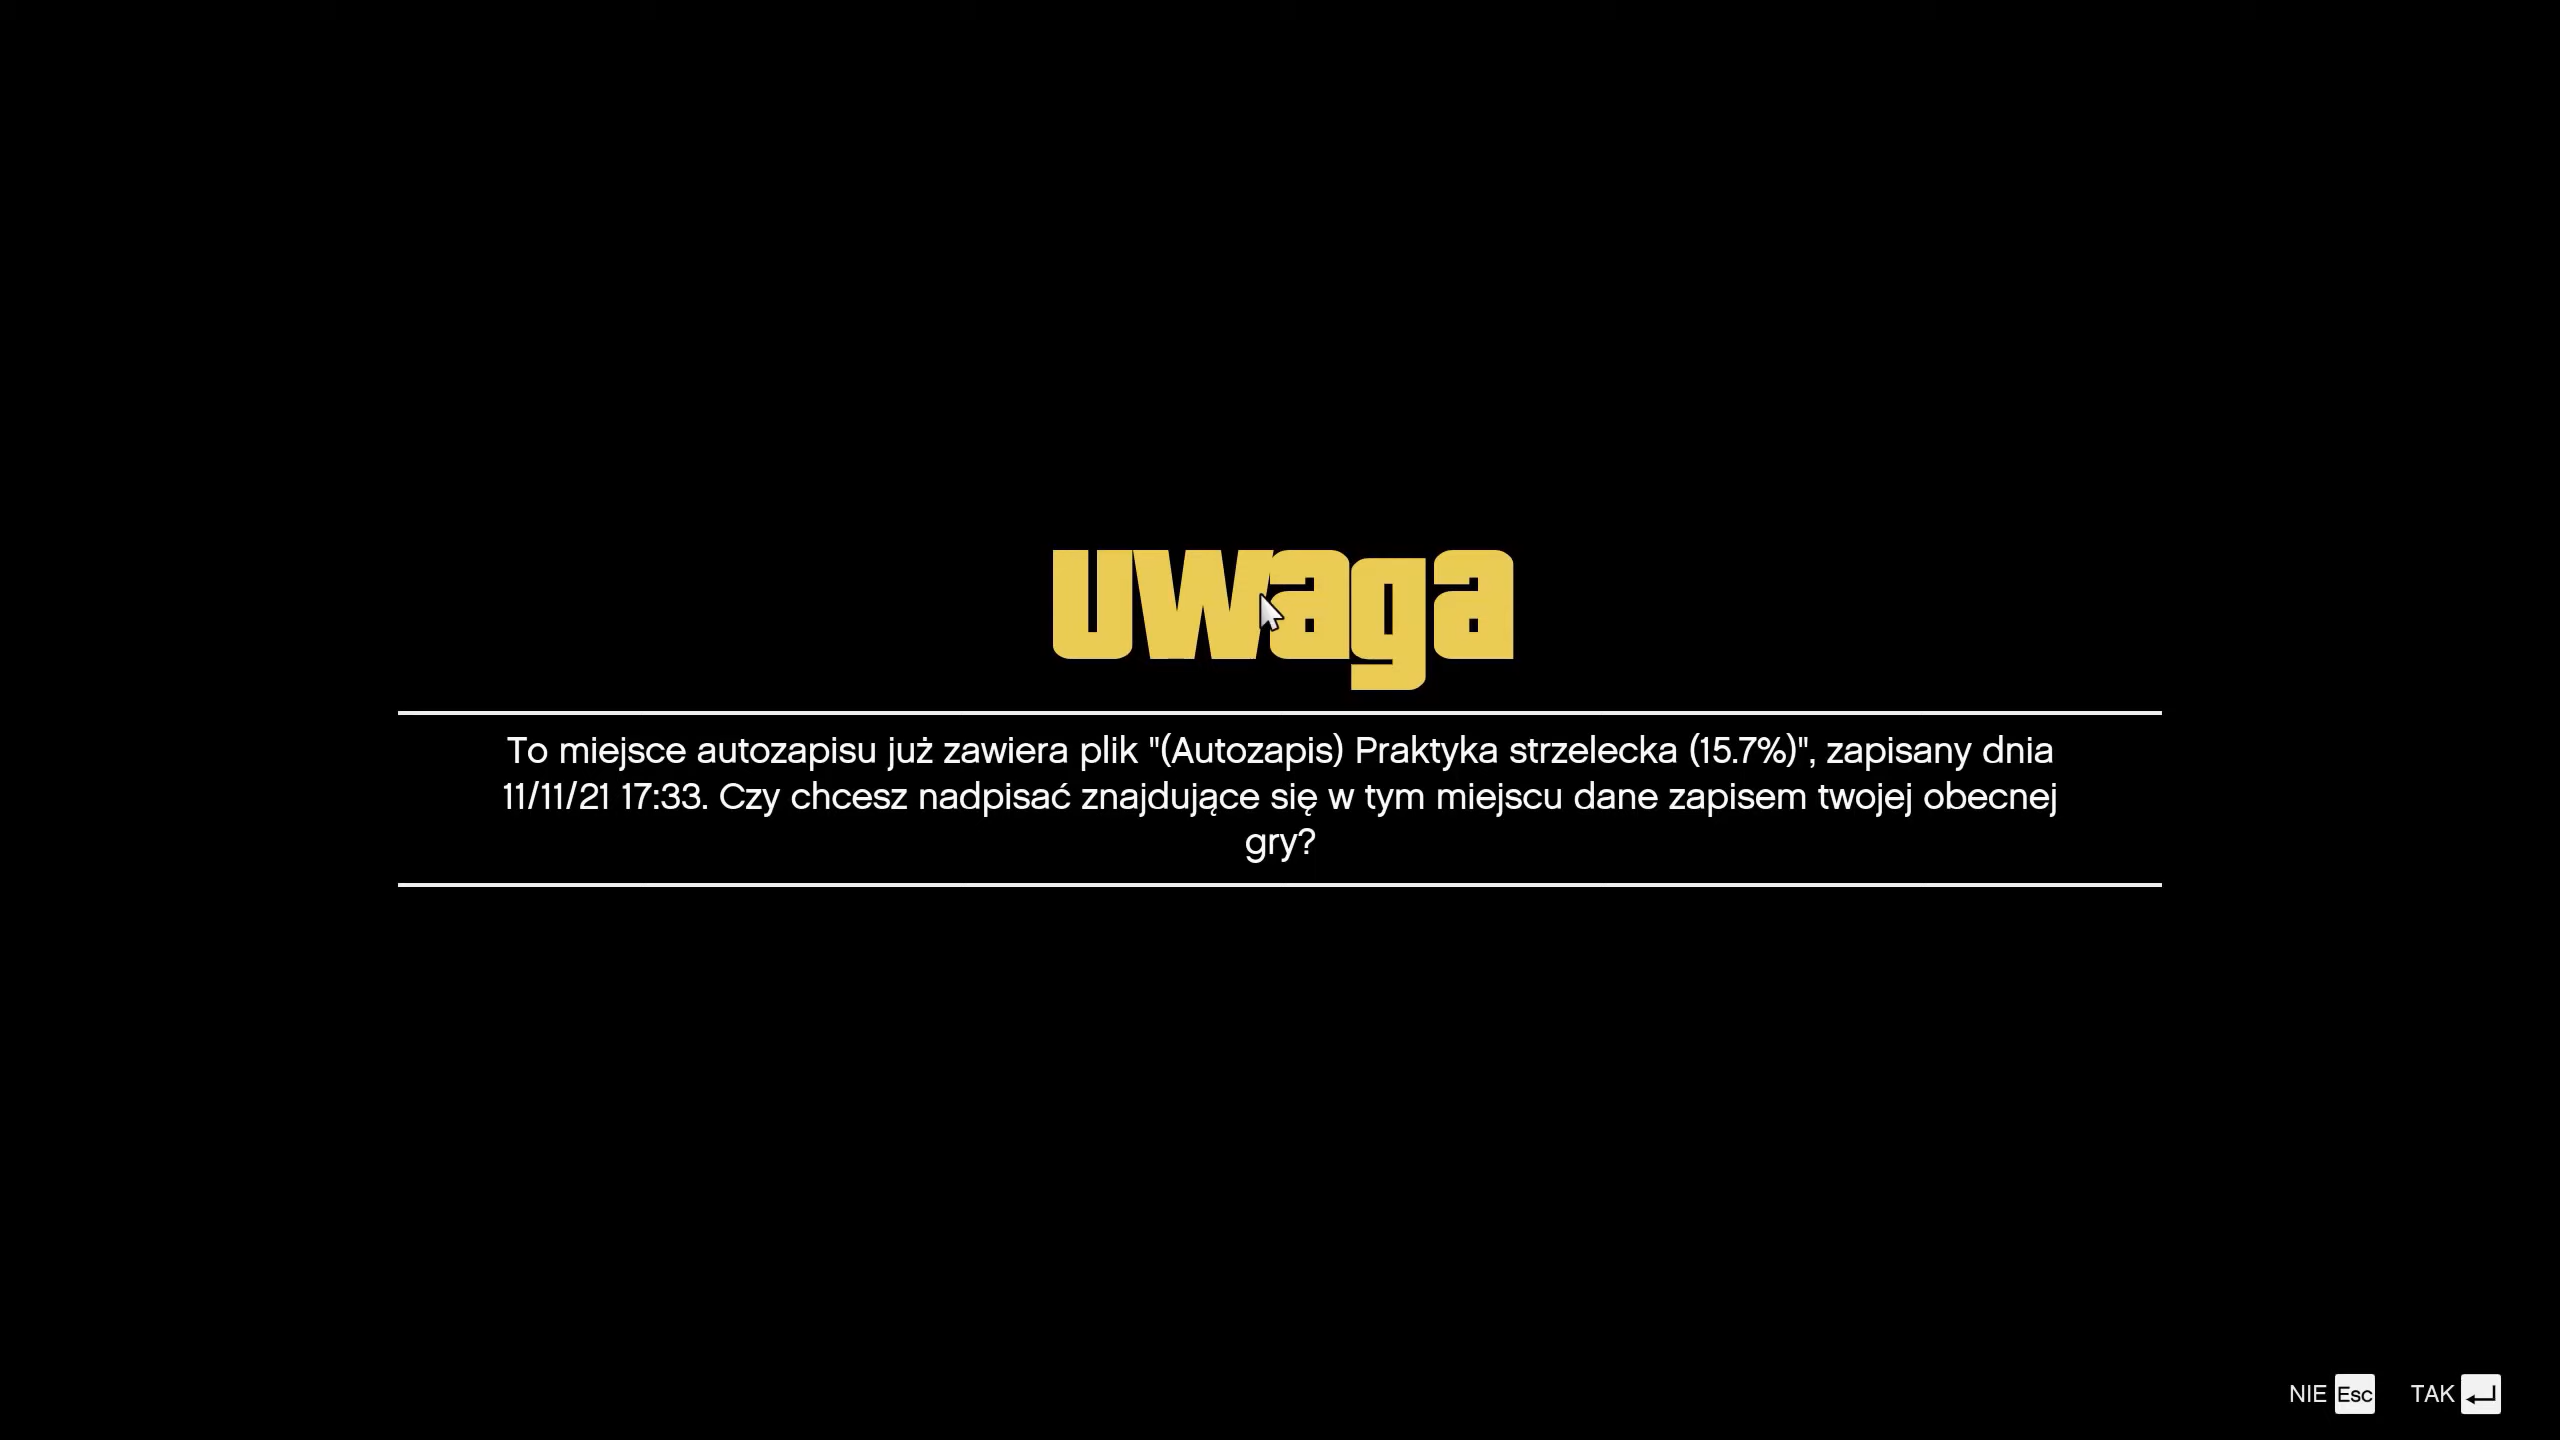 uwaga
To miejsce autozapisu już zawiera plik "(Autozapis) Praktyka strzelecka (15.7%)", zapisany dnia
11/11/21 17:33. Czy chcesz nadpisać znajdujące się w tym miejscu dane zapisem twojej obecnej
gry?
NIE Esc TAK